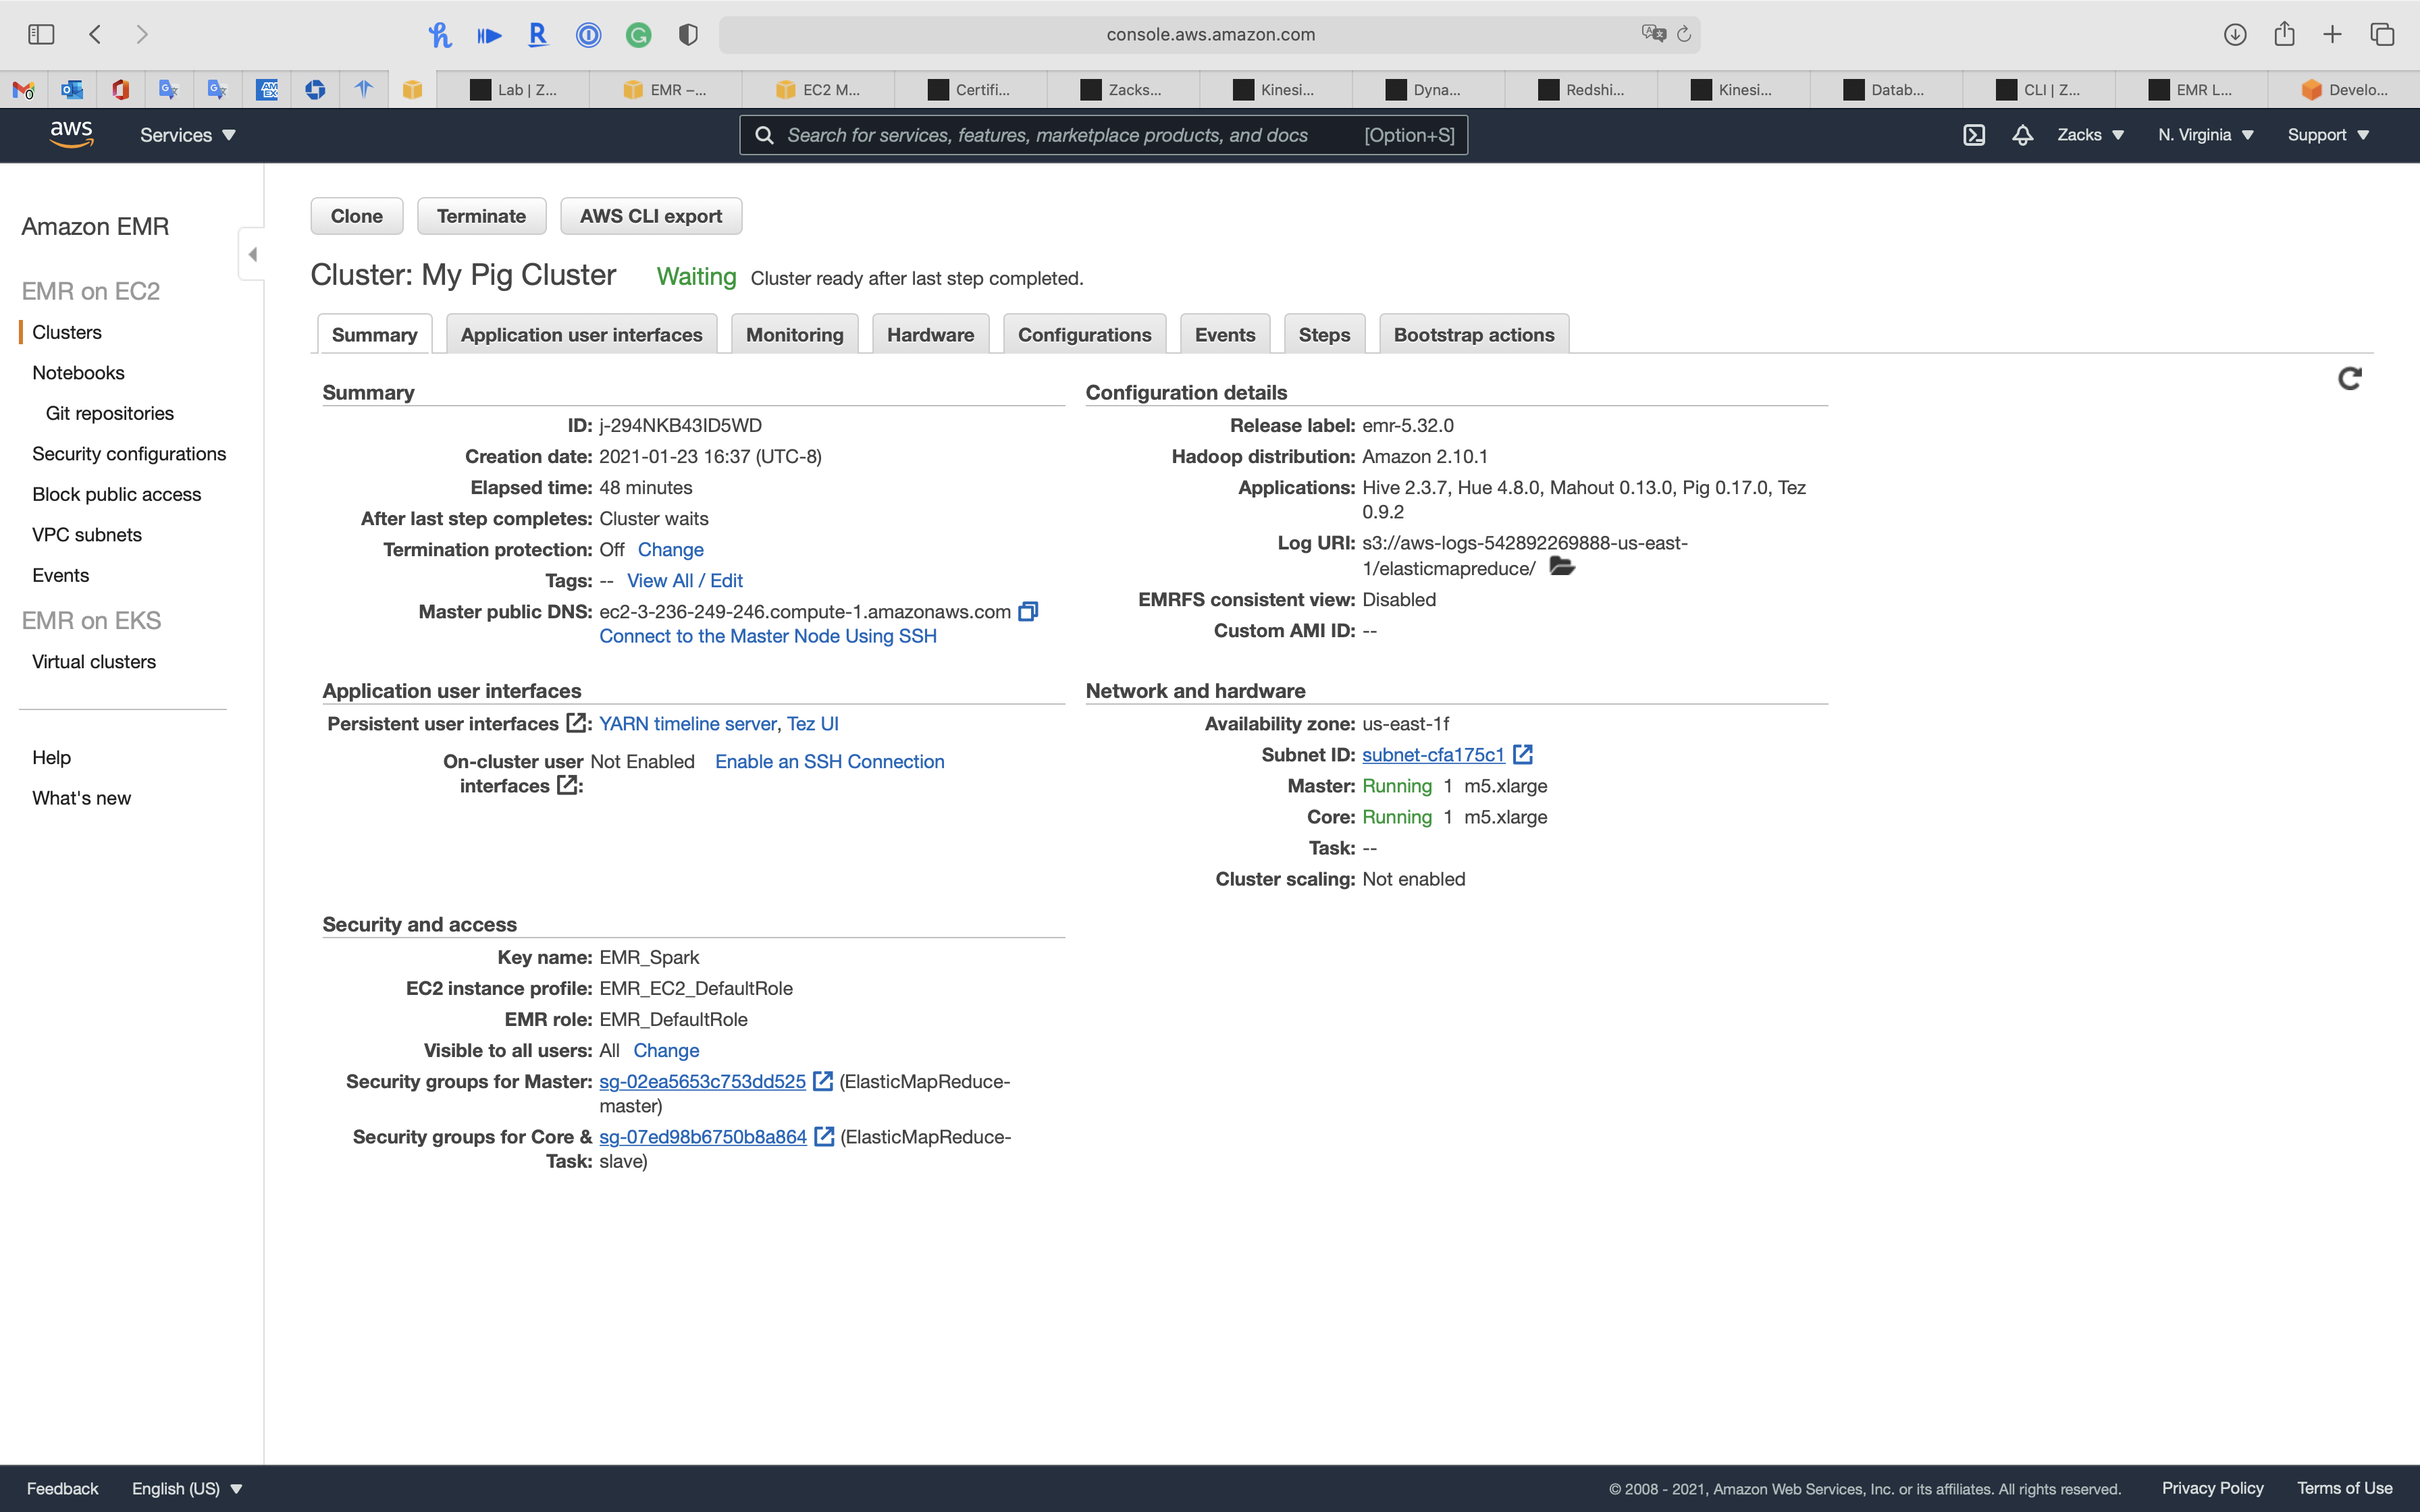 console.aws.amazon.com
Lab | Z...
EMR –...
EC2 M...
Certifi...
Zacks...
Kinesi...
Dyna...
Redshi...
Kinesi...
Datab...
CLI | Z...
EMR L...
Develo...
aws
Services
Search for services, features, marketplace products, and docs [Option+S]
Zacks
N. Virginia
Support
Amazon EMR
EMR on EC2
Clusters
Notebooks
Git repositories
Security configurations
Block public access
VPC subnets
Events
EMR on EKS
Virtual clusters
Help
What's new
Clone
Terminate
AWS CLI export
Cluster: My Pig Cluster Waiting Cluster ready after last step completed.
Summary
Application user interfaces
Monitoring
Hardware
Configurations
Events
Steps
Bootstrap actions
Summary
ID: j-294NKB43ID5WD
Creation date: 2021-01-23 16:37 (UTC-8)
Elapsed time: 48 minutes
After last step completes: Cluster waits
Termination protection: Off Change
Tags: -- View All / Edit
Master public DNS: ec2-3-236-249-246.compute-1.amazonaws.com
Connect to the Master Node Using SSH
Configuration details
Release label: emr-5.32.0
Hadoop distribution: Amazon 2.10.1
Applications: Hive 2.3.7, Hue 4.8.0, Mahout 0.13.0, Pig 0.17.0, Tez
0.9.2
Log URI: s3://aws-logs-542892269888-us-east-
1/elasticmapreduce/
EMRFS consistent view: Disabled
Custom AMI ID: --
Application user interfaces
Persistent user interfaces : YARN timeline server, Tez UI
On-cluster user Not Enabled Enable an SSH Connection
interfaces :
Network and hardware
Availability zone: us-east-1f
Subnet ID: subnet-cfa175c1
Master: Running 1 m5.xlarge
Core: Running 1 m5.xlarge
Task: --
Cluster scaling: Not enabled
Security and access
Key name: EMR_Spark
EC2 instance profile: EMR_EC2_DefaultRole
EMR role: EMR_DefaultRole
Visible to all users: All Change
Security groups for Master: sg-02ea5653c753dd525 (ElasticMapReduce-
master)
Security groups for Core & sg-07ed98b6750b8a864 (ElasticMapReduce-
Task: slave)
Feedback
English (US)
© 2008 - 2021, Amazon Web Services, Inc. or its affiliates. All rights reserved.
Privacy Policy
Terms of Use